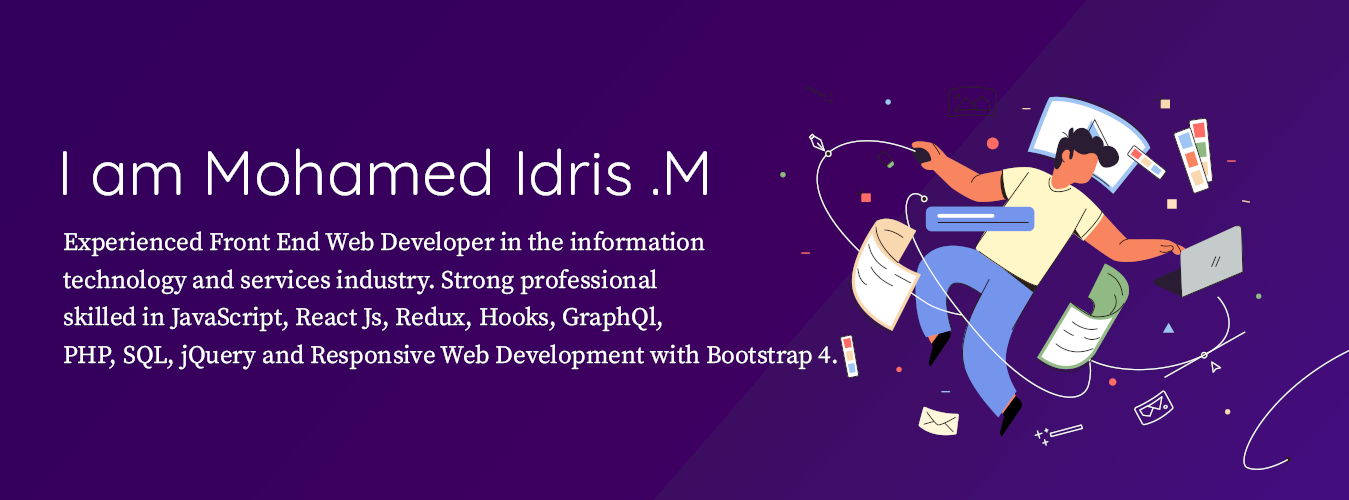 I am Mohamed Idris .M
Experienced Front End Web Developer in the information
technology and services industry. Strong professional
skilled in JavaScript, React Js, Redux, Hooks, GraphQl,
PHP, SQL, jQuery and Responsive Web Development with Bootstrap 4.